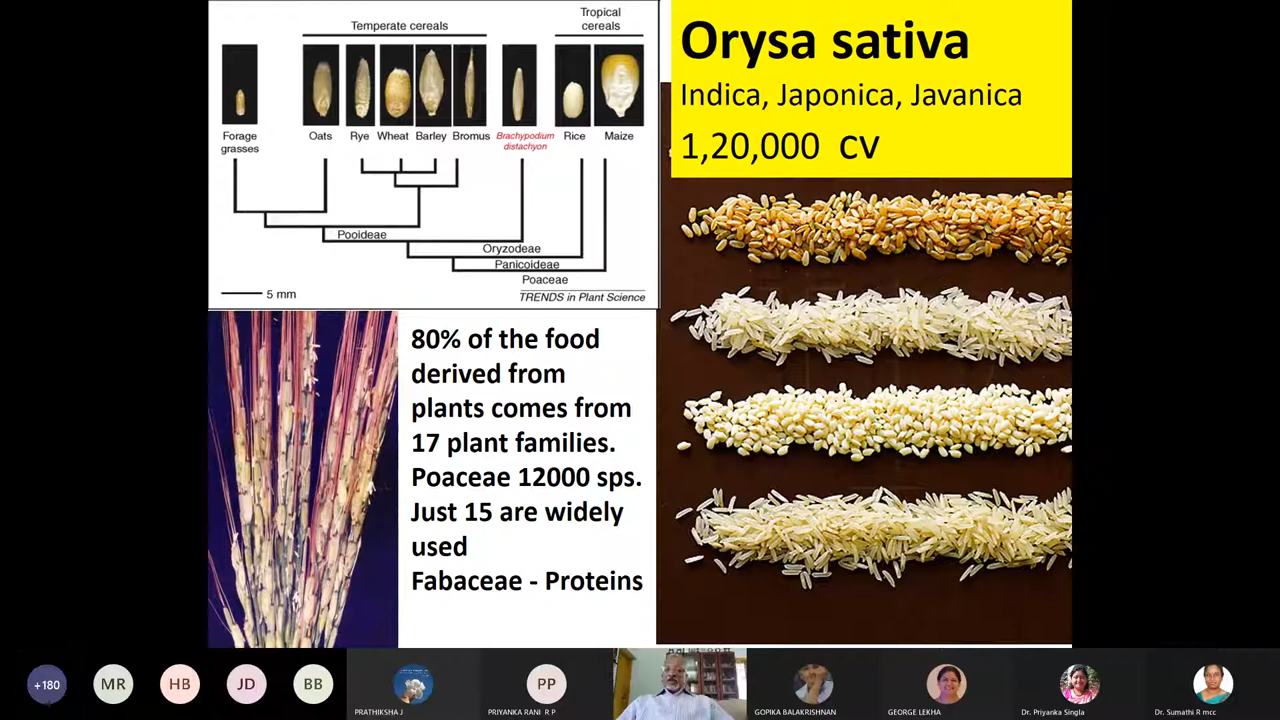 Tropical
cereals
Temperate cereals
Forage
grasses
Oats
Rye
Wheat
Barley
Bromus
Brachypodium
distachyon
Rice
Maize
Pooideae
Oryzodeae
Panicoideae
Poaceae
5 mm
TRENDS in Plant Science
Orysa sativa
Indica, Japonica, Javanica
1,20,000 cv
80% of the food
derived from
plants comes from
17 plant families.
Poaceae 12000 sps.
Just 15 are widely
used
Fabaceae - Proteins
+180
MR
HB
JD
BB
PRATHIKSHA J
PP
PRIYANKA RANI R P
GOPIKA BALAKRISHNAN
GEORGE LEKHA
Dr. Priyanka Singla
Dr. Sumathi R mcc